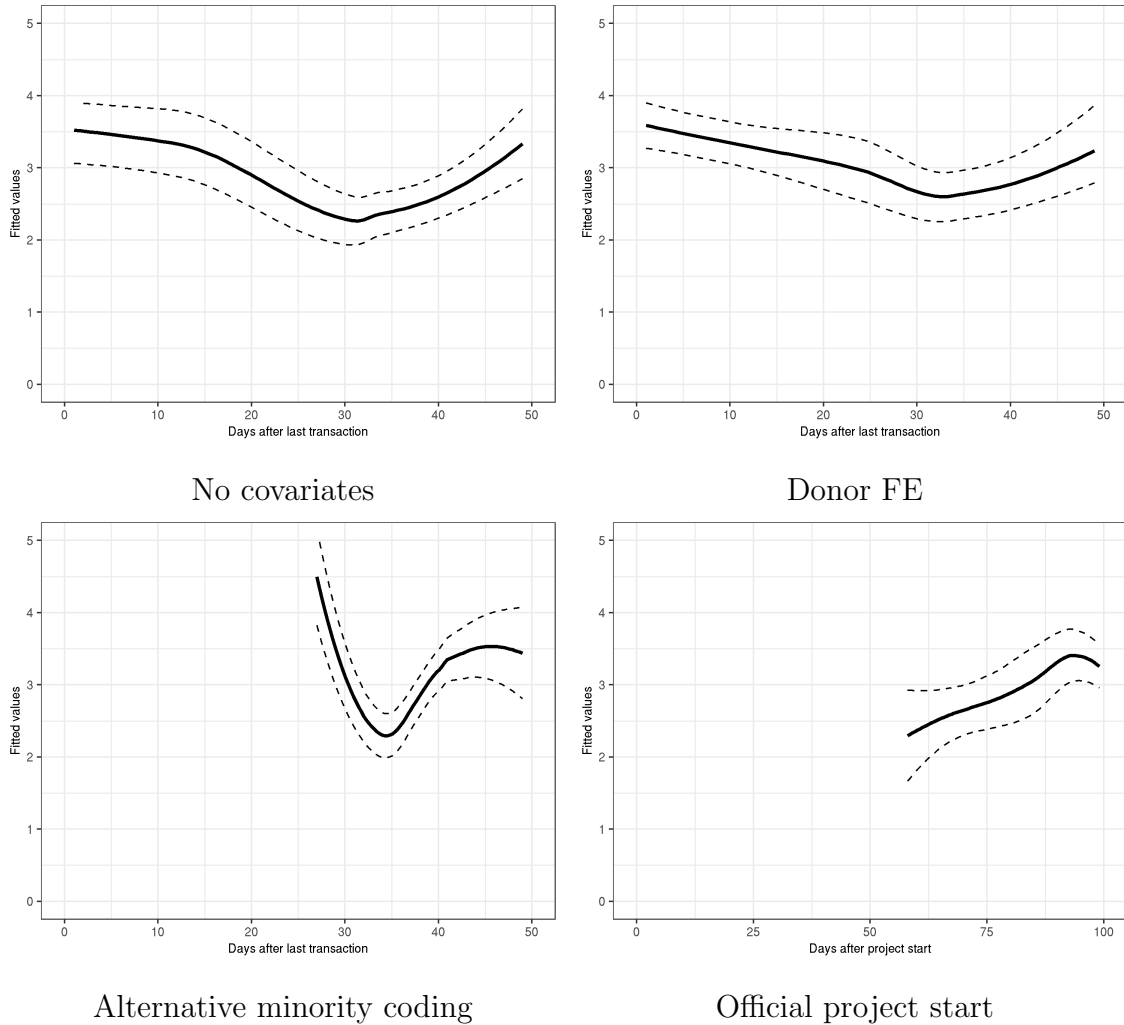 5
4
3
2
1
0
Fitted values
0 10 20 30 40 50
Days after last transaction
No covariates
5
4
3
2
1
0
Fitted values
0 10 20 30 40 50
Days after last transaction
Donor FE
5
4
3
2
1
0
Fitted values
0 10 20 30 40 50
Days after last transaction
Alternative minority coding
5
4
3
2
1
0
Fitted values
0 25 50 75 100
Days after project start
Official project start